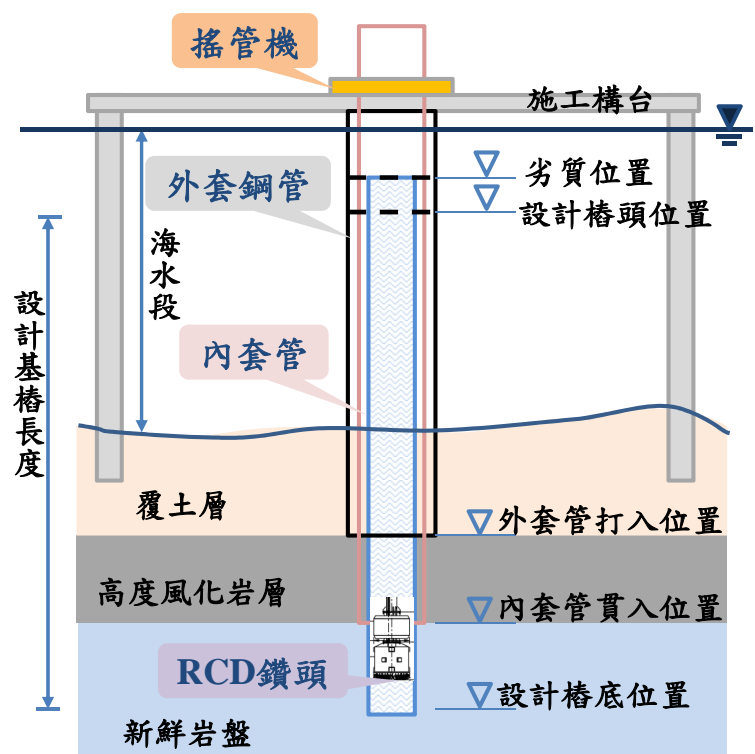 搖管機
施工構台
外套鋼管
劣質位置
設計樁頭位置
海水段
設計基樁長度
內套管
覆土層
外套管打入位置
高度風化岩層
內套管貫入位置
RCD鑽頭
設計樁底位置
新鮮岩盤